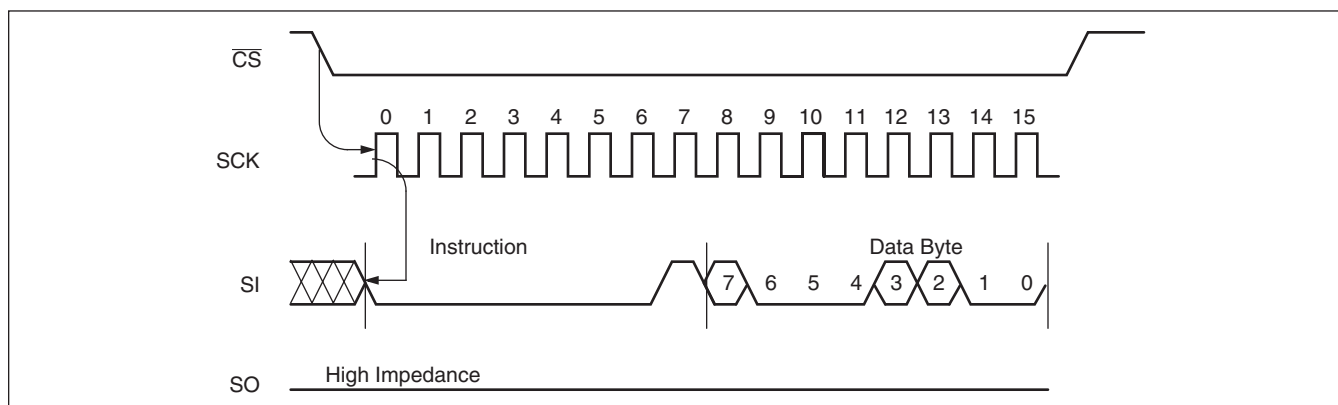 CS
0 1 2 3 4 5 6 7 8 9 10 11 12 13 14 15
SCK
Instruction Data Byte
SI 7 6 5 4 3 2 1 0
High Impedance
SO